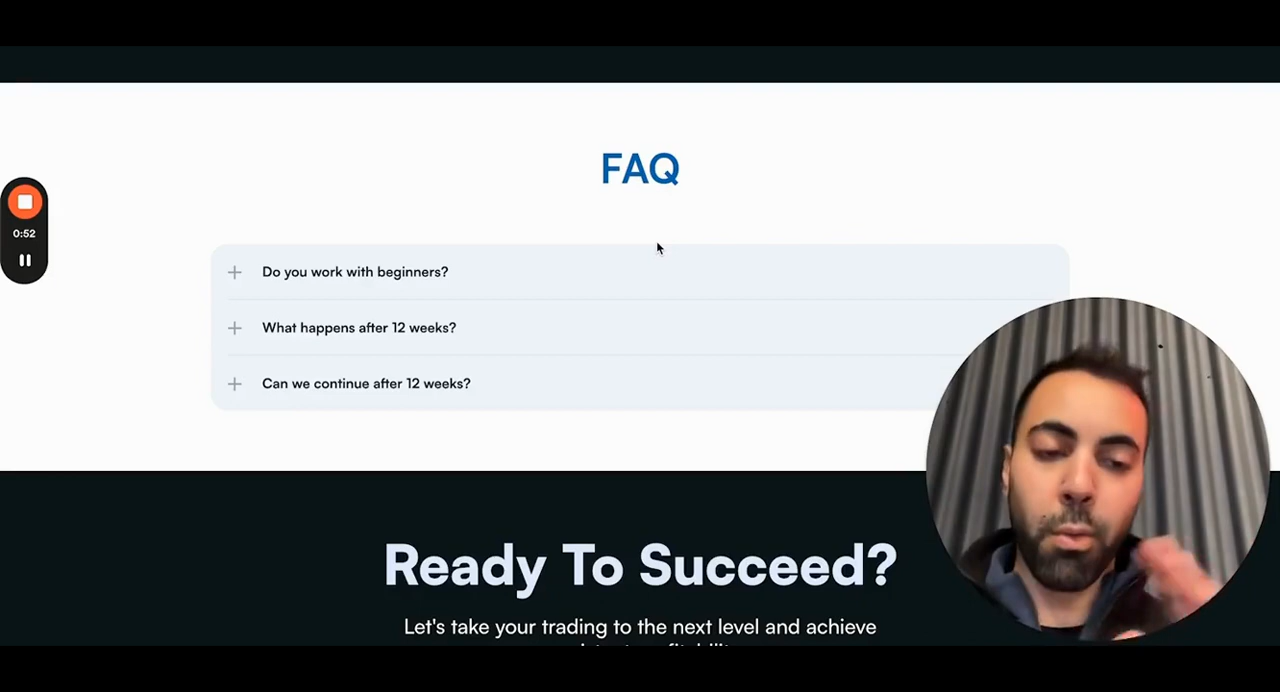 FAQ
0:52
Do you work with beginners?
What happens after 12 weeks?
Can we continue after 12 weeks?
Ready To Succeed?
Let's take your trading to the next level and achieve